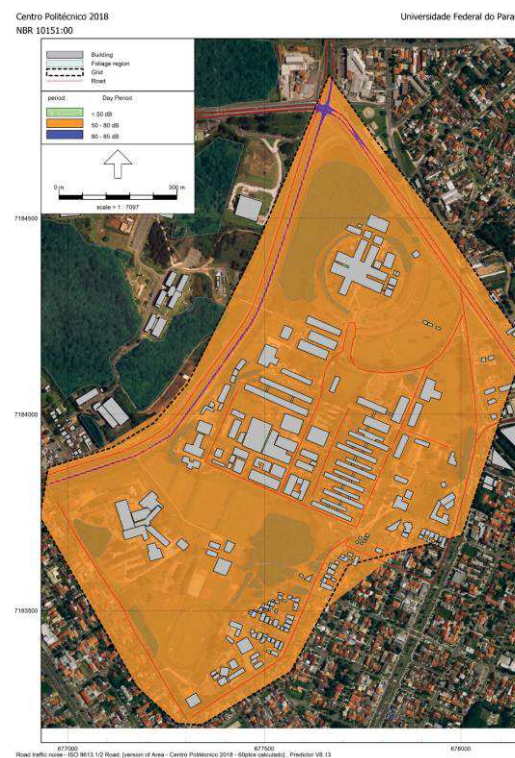 Centro Politécnico 2018
Universidade Federal do Para
NBR 10151:00
Building
Foliage region
Grid
Road
period Day Period
< 50 dB
50 - 80 dB
80 - 85 dB
0 m 300 m
scale = 1 : 7097
7184500
7184000
7183500
677000 677500 678000
Road traffic noise - ISO 9613.1/2 Road, [version of Area - Centro Politécnico 2018 - 60ptos calculado] , Predictor V8.13